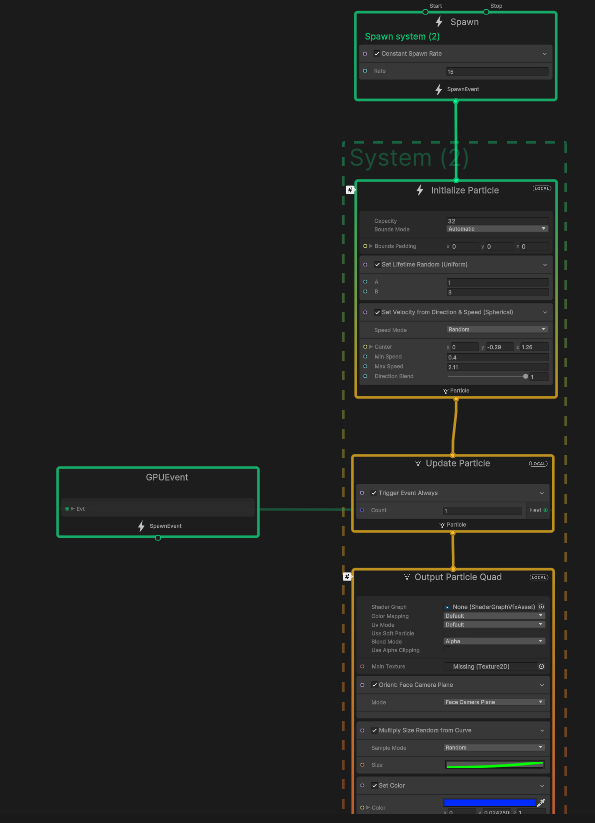 Start Stop
Spawn
Spawn system (2)
Constant Spawn Rate
Rate 16
SpawnEvent
System (2)
Initialize Particle LOCAL
Capacity 32
Bounds Mode Automatic
Bounds Padding x 0 y 0 z 0
Set Lifetime Random (Uniform)
A 1
B 3
Set Velocity from Direction & Speed (Spherical)
Speed Mode Random
Center x 0 y -0.29 z 1.26
Min Speed 0.4
Max Speed 2.11
Direction Blend 1
Particle
Update Particle LOCAL
GPUEvent
Trigger Event Always
Evt
Count 1 evt
SpawnEvent
Particle
Output Particle Quad LOCAL
Shader Graph None (ShaderGraphVfxAsset)
Color Mapping Default
Uv Mode Default
Use Soft Particle
Blend Mode Alpha
Use Alpha Clipping
Main Texture Missing (Texture2D)
Orient: Face Camera Plane
Mode Face Camera Plane
Multiply Size Random from Curve
Sample Mode Random
Size
Set Color
Color